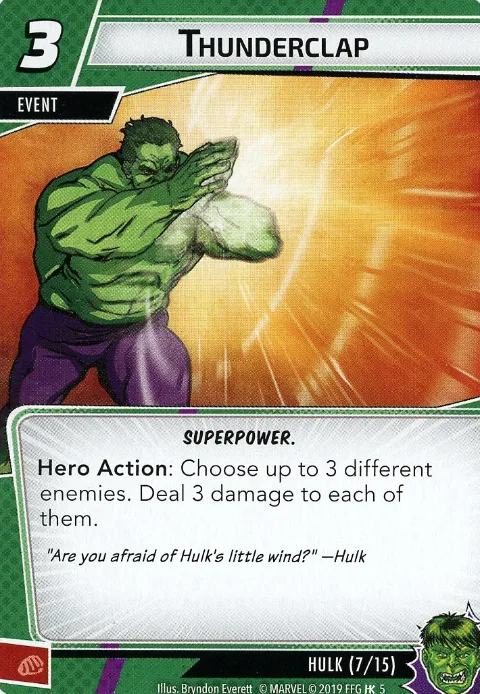 3
THUNDERCLAP
EVENT
SUPERPOWER.
Hero Action: Choose up to 3 different
enemies. Deal 3 damage to each of
them.
"Are you afraid of Hulk's little wind?" —Hulk
HULK (7/15)
Illus. Bryndon Everett © MARVEL © 2019 FFG HK 5